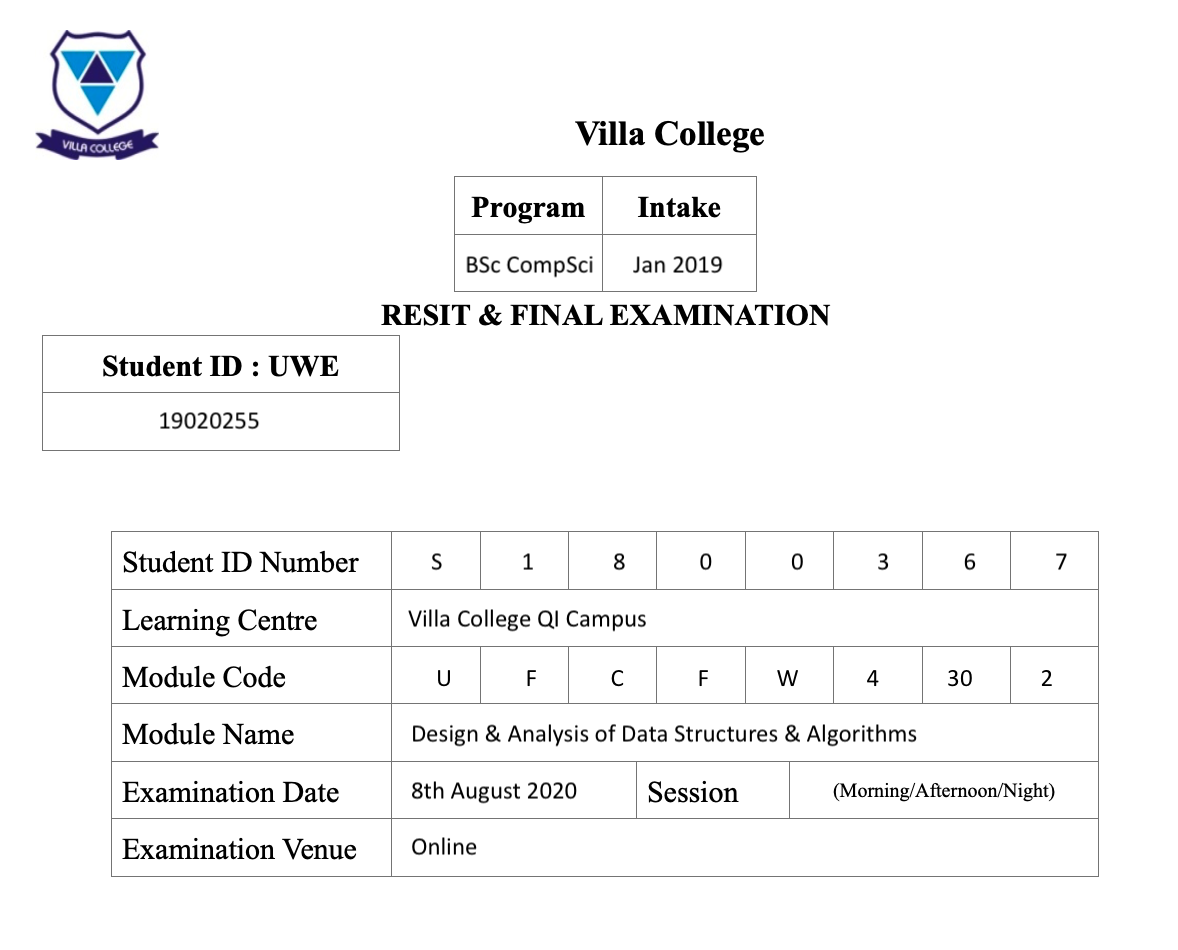 VILLA COLLEGE
Villa College
Program Intake
BSc CompSci Jan 2019
RESIT & FINAL EXAMINATION
Student ID : UWE
19020255
Student ID Number S 1 8 0 0 3 6 7
Learning Centre Villa College QI Campus
Module Code U F C F W 4 30 2
Module Name Design & Analysis of Data Structures & Algorithms
Examination Date 8th August 2020 Session (Morning/Afternoon/Night)
Examination Venue Online